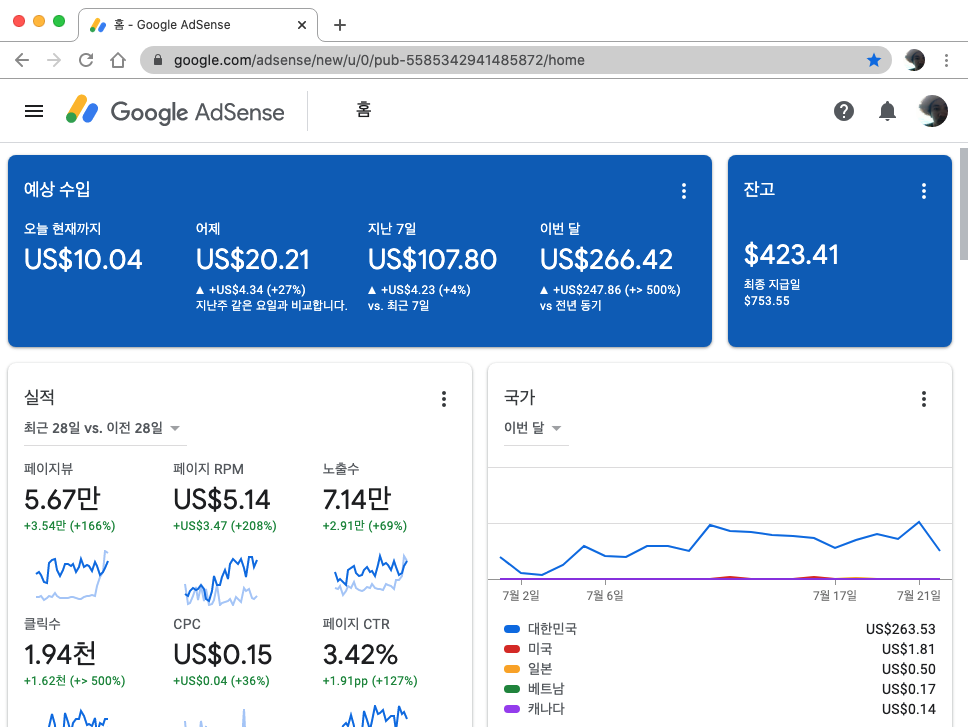 홈 - Google AdSense
google.com/adsense/new/u/0/pub-5585342941485872/home
Google AdSense
홈
예상 수입
오늘 현재까지
US$10.04
어제
US$20.21
▲ +US$4.34 (+27%)
지난주 같은 요일과 비교합니다.
지난 7일
US$107.80
▲ +US$4.23 (+4%)
vs. 최근 7일
이번 달
US$266.42
▲ +US$247.86 (+> 500%)
vs 전년 동기
잔고
$423.41
최종 지급일
$753.55
실적
최근 28일 vs. 이전 28일
페이지뷰
5.67만
+3.54만 (+166%)
페이지 RPM
US$5.14
+US$3.47 (+208%)
노출수
7.14만
+2.91만 (+69%)
클릭수
1.94천
+1.62천 (+> 500%)
CPC
US$0.15
+US$0.04 (+36%)
페이지 CTR
3.42%
+1.91pp (+127%)
국가
이번 달
7월 2일 7월 6일 7월 17일 7월 21일
대한민국 US$263.53
미국 US$1.81
일본 US$0.50
베트남 US$0.17
캐나다 US$0.14